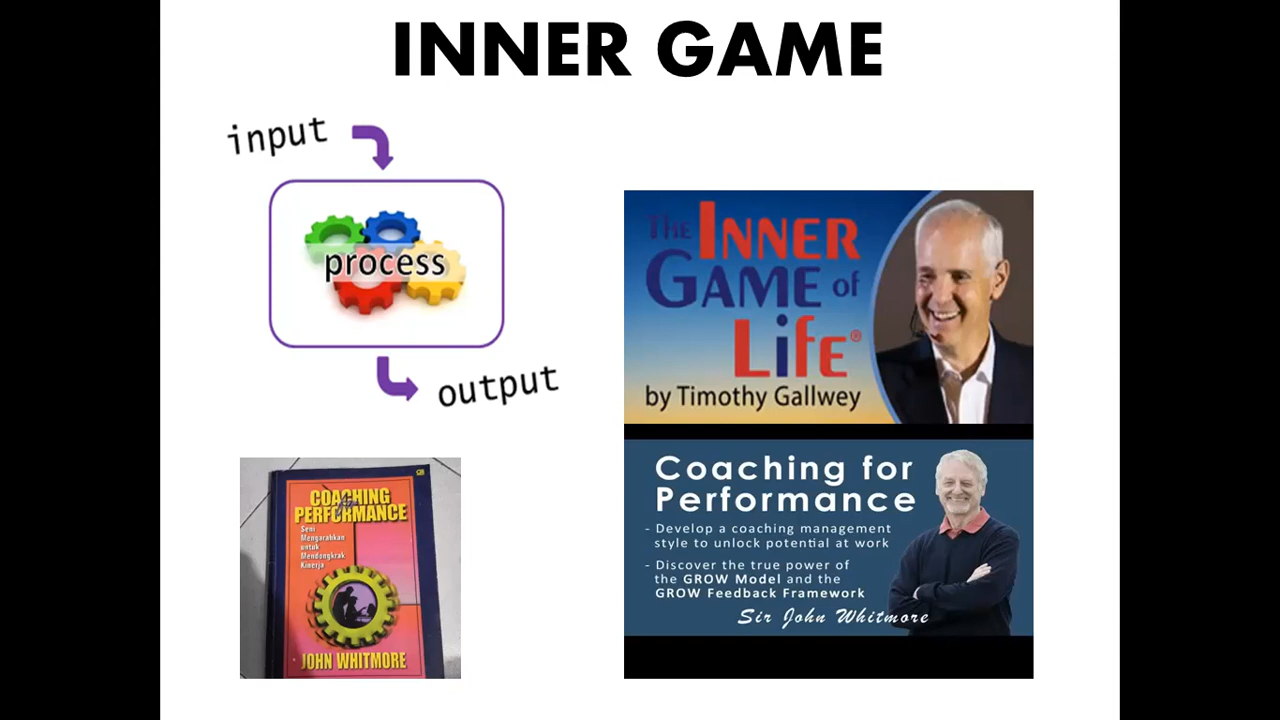 INNER GAME
input
process
output
THE INNER
GAME OF
LiFE®
by Timothy Gallwey
Coaching for
Performance
- Develop a coaching management
style to unlock potential at work
- Discover the true power of
the GROW Model and the
GROW Feedback Framework
Sir John Whitmore
COACHING
for
PERFORMANCE
Seni
Mengarahkan
untuk
Mendongkrak
Kinerja
JOHN WHITMORE